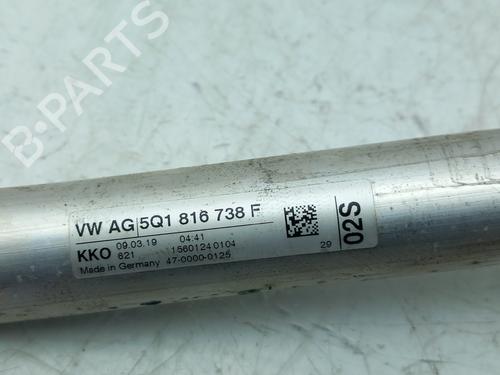 B-PARTS
VW AG 5Q1 816 738 F
KKO 09.03.19 04:41
621 15601240104 29
Made in Germany 47-0000-0125
02S